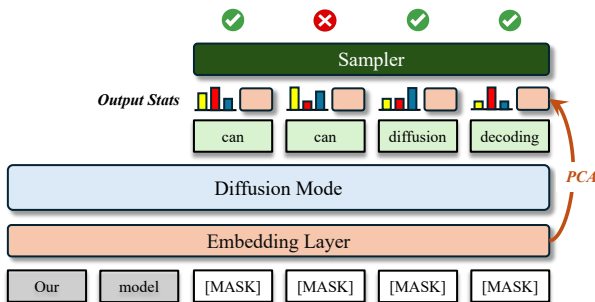 Sampler
Output Stats
can can diffusion decoding
Diffusion Mode
PCA
Embedding Layer
Our model [MASK] [MASK] [MASK] [MASK]